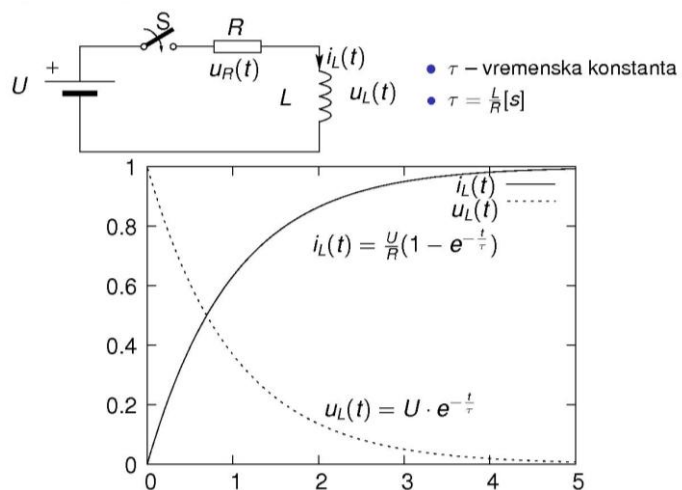 S
R
+
U
u_R(t)
i_L(t)
L
u_L(t)
• τ – vremenska konstanta
• τ = L/R [s]
1
0.8
0.6
0.4
0.2
0
0 1 2 3 4 5
i_L(t)
u_L(t)
i_L(t) = U/R (1 − e^{−t/τ})
u_L(t) = U · e^{−t/τ}